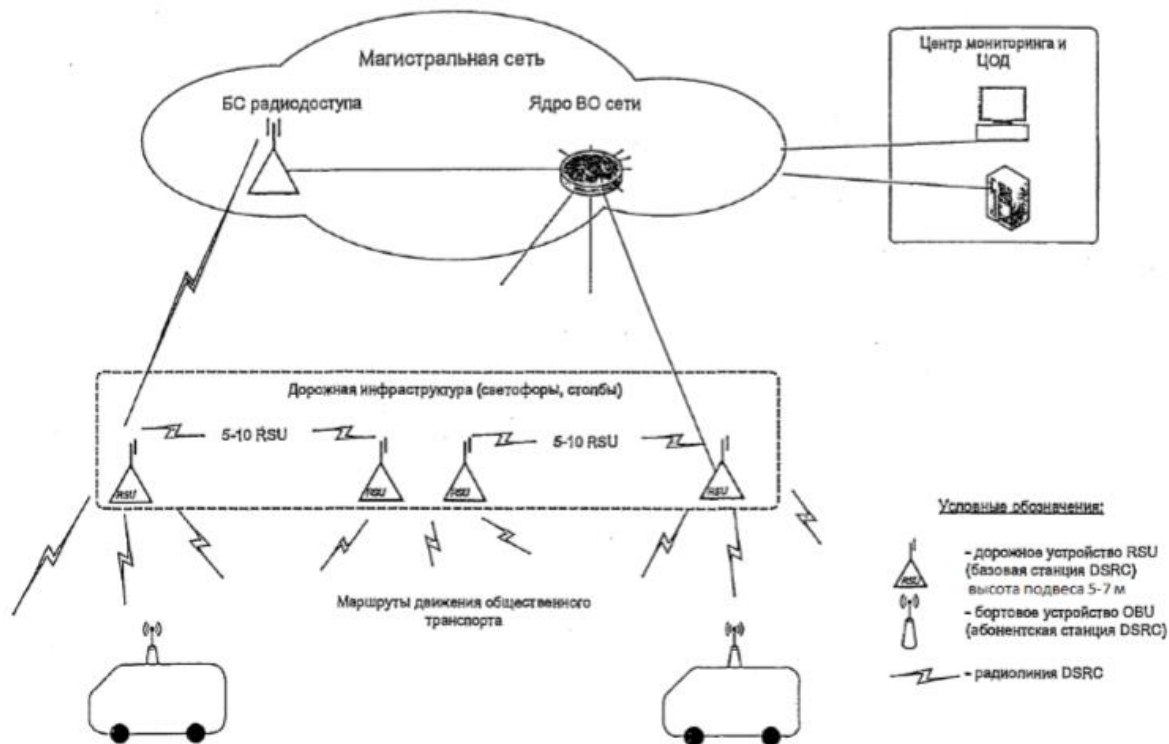 Магистральная сеть
БС радиодоступа
Ядро ВО сети
Центр мониторинга и
ЦОД
Дорожная инфраструктура (светофоры, столбы)
5-10 RSU
5-10 RSU
RSU
RSU
RSU
RSU
Маршруты движения общественного
транспорта
Условные обозначения:
RSU
– дорожное устройство RSU
(базовая станция DSRC)
высота подвеса 5-7 м
– бортовое устройство OBU
(абонентская станция DSRC)
– радиолиния DSRC